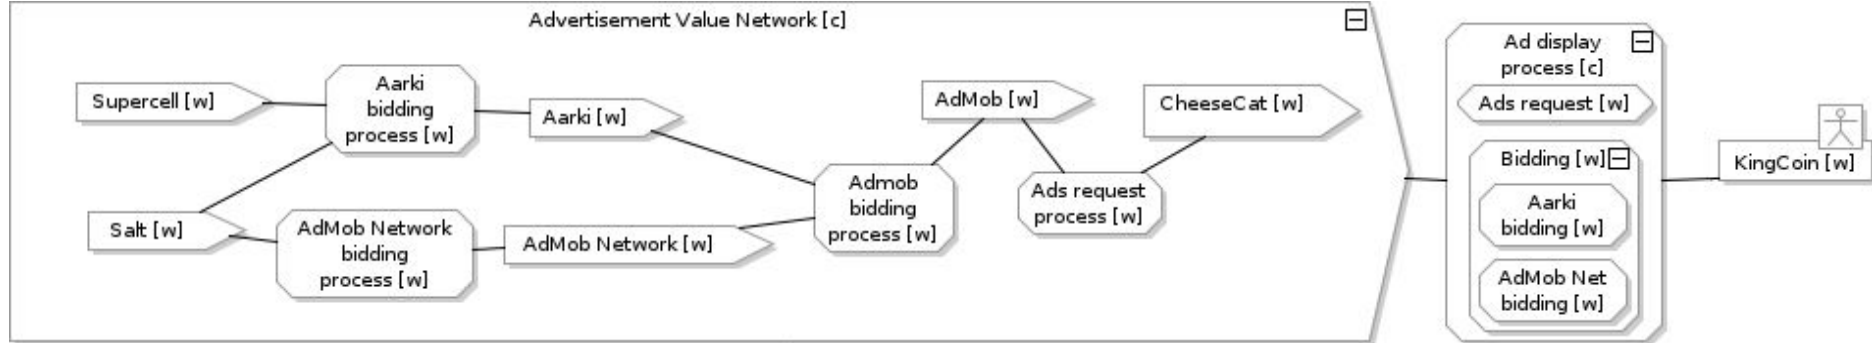 Advertisement Value Network [c]
Supercell [w]
Aarki
bidding
process [w]
Aarki [w]
Salt [w]
AdMob Network
bidding
process [w]
AdMob Network [w]
Admob
bidding
process [w]
AdMob [w]
Ads request
process [w]
CheeseCat [w]
Ad display
process [c]
Ads request [w]
Bidding [w]
Aarki
bidding [w]
AdMob Net
bidding [w]
KingCoin [w]